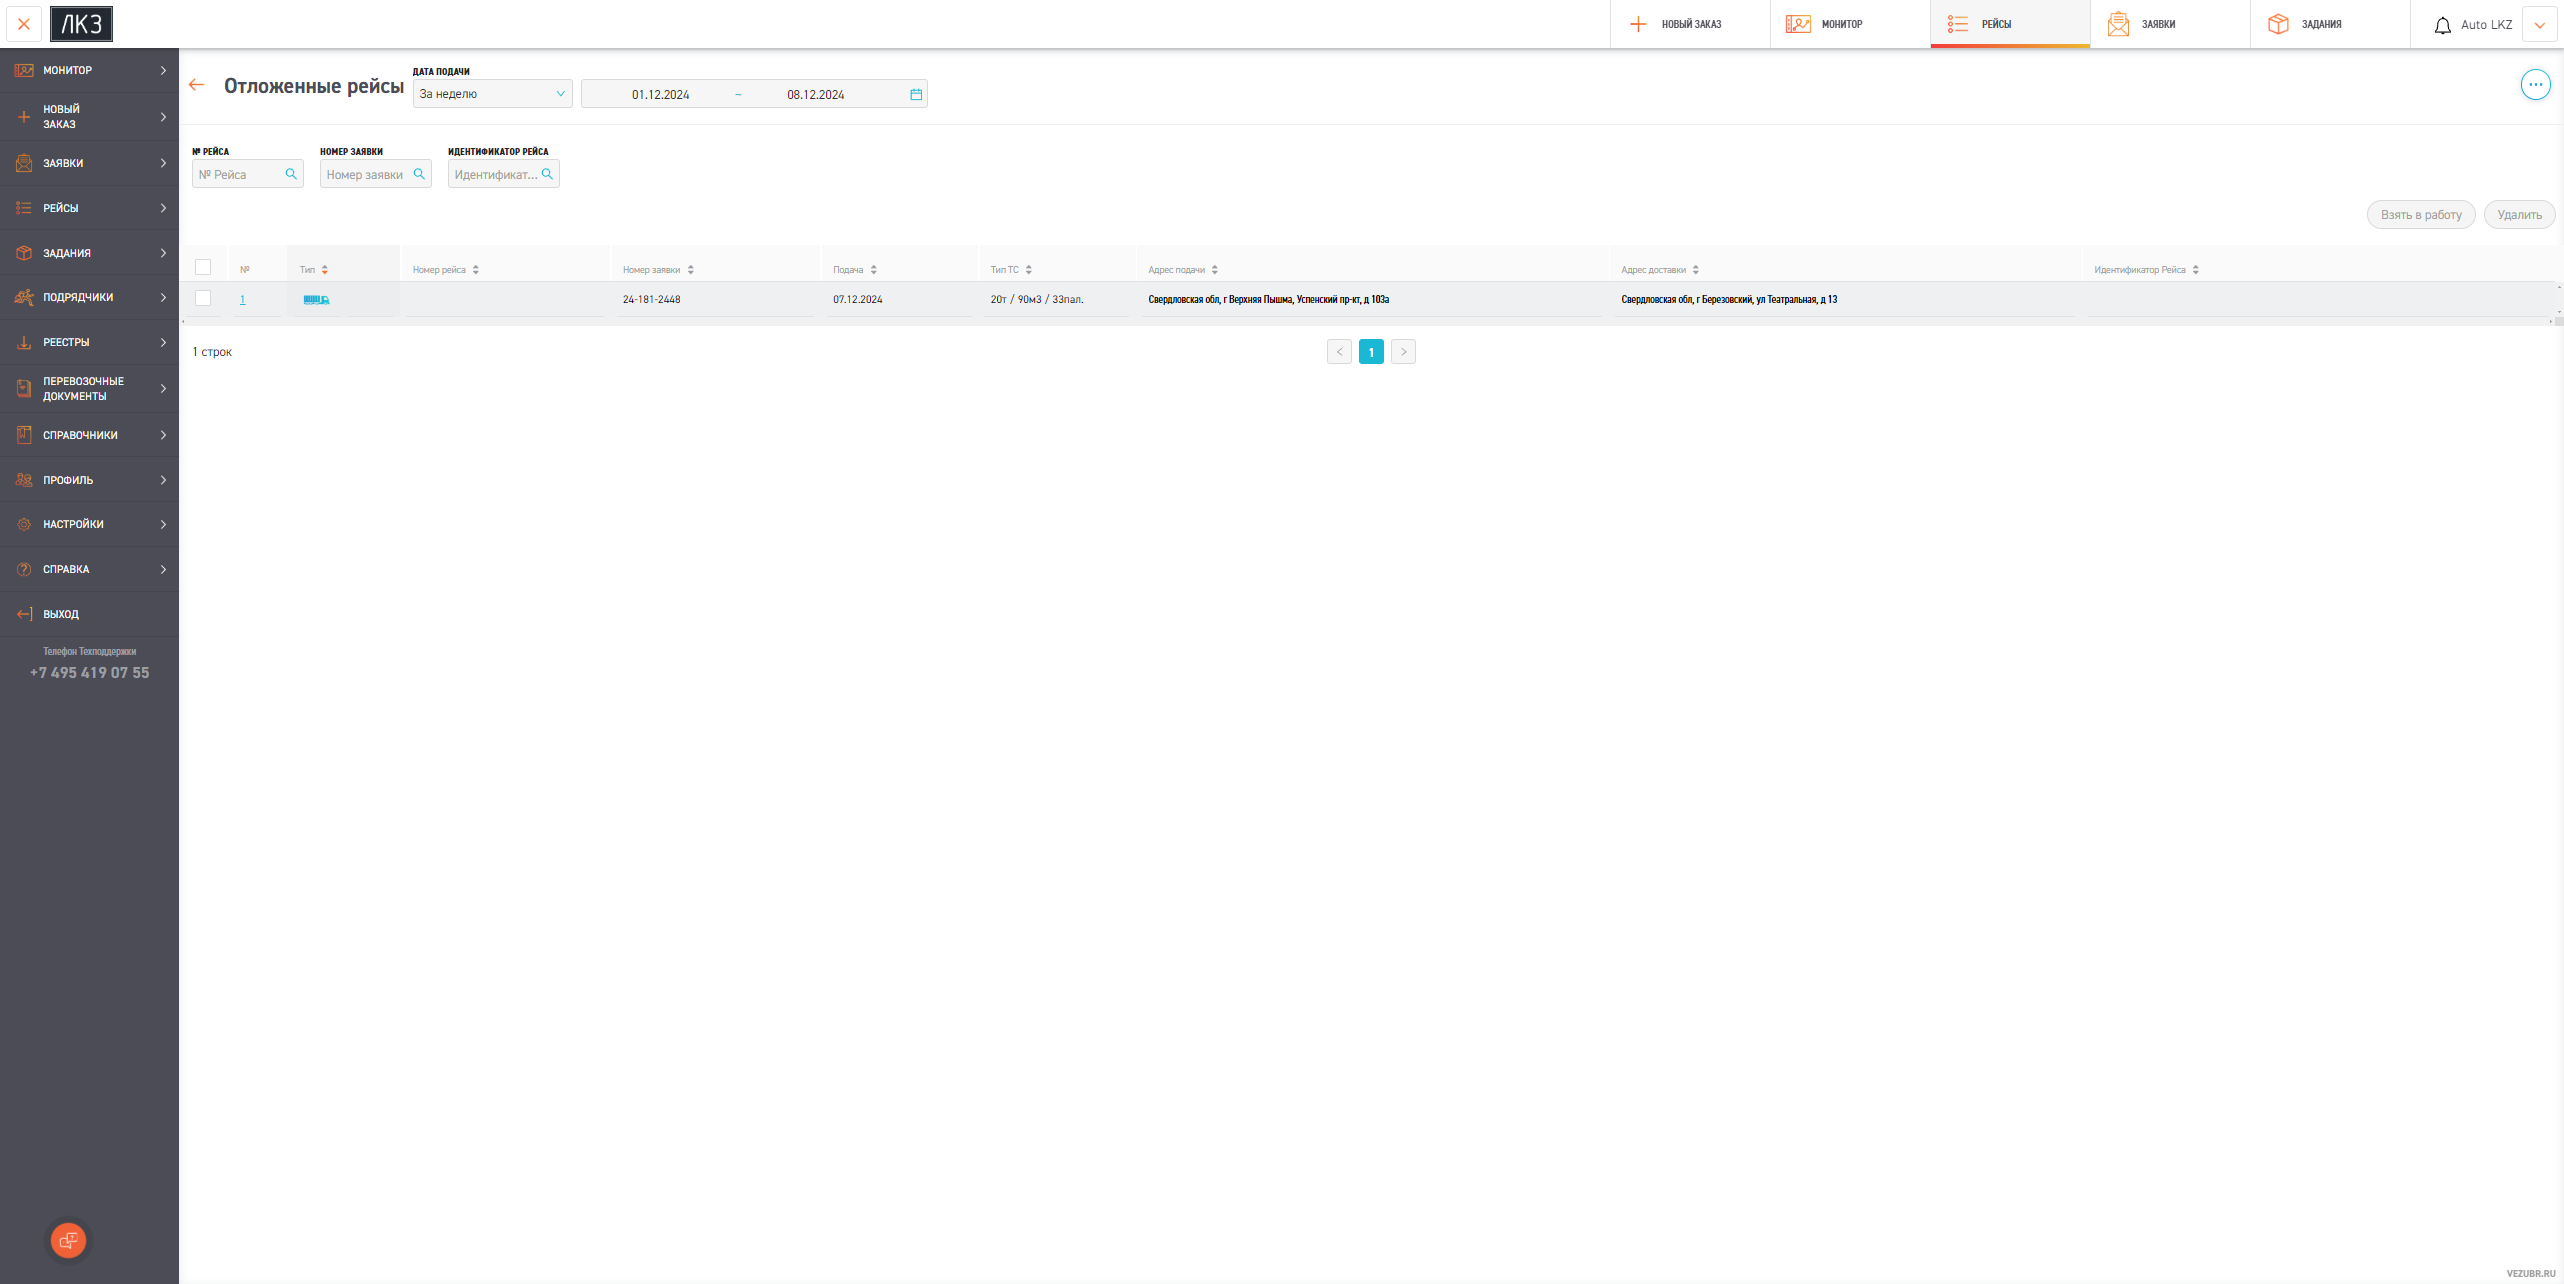 ЛКЗ
НОВЫЙ ЗАКАЗ
МОНИТОР
РЕЙСЫ
ЗАЯВКИ
ЗАДАНИЯ
Auto LKZ
МОНИТОР
НОВЫЙ
ЗАКАЗ
ЗАЯВКИ
РЕЙСЫ
ЗАДАНИЯ
ПОДРЯДЧИКИ
РЕЕСТРЫ
ПЕРЕВОЗОЧНЫЕ
ДОКУМЕНТЫ
СПРАВОЧНИКИ
ПРОФИЛЬ
НАСТРОЙКИ
СПРАВКА
ВЫХОД
Телефон Техподдержки
+7 495 419 07 55
Отложенные рейсы
ДАТА ПОДАЧИ
За неделю
01.12.2024 – 08.12.2024
№ РЕЙСА
НОМЕР ЗАЯВКИ
ИДЕНТИФИКАТОР РЕЙСА
№ Рейса
Номер заявки
Идентификат...
Взять в работу
Удалить
№ Тип Номер рейса Номер заявки Подача Тип ТС Адрес подачи Адрес доставки Идентификатор Рейса
1 24-181-2448 07.12.2024 20т / 90м3 / 33пал. Свердловская обл, г Верхняя Пышма, Успенский пр-кт, д 103а Свердловская обл, г Березовский, ул Театральная, д 13
1 строк
< 1 >
VEZUBR.RU